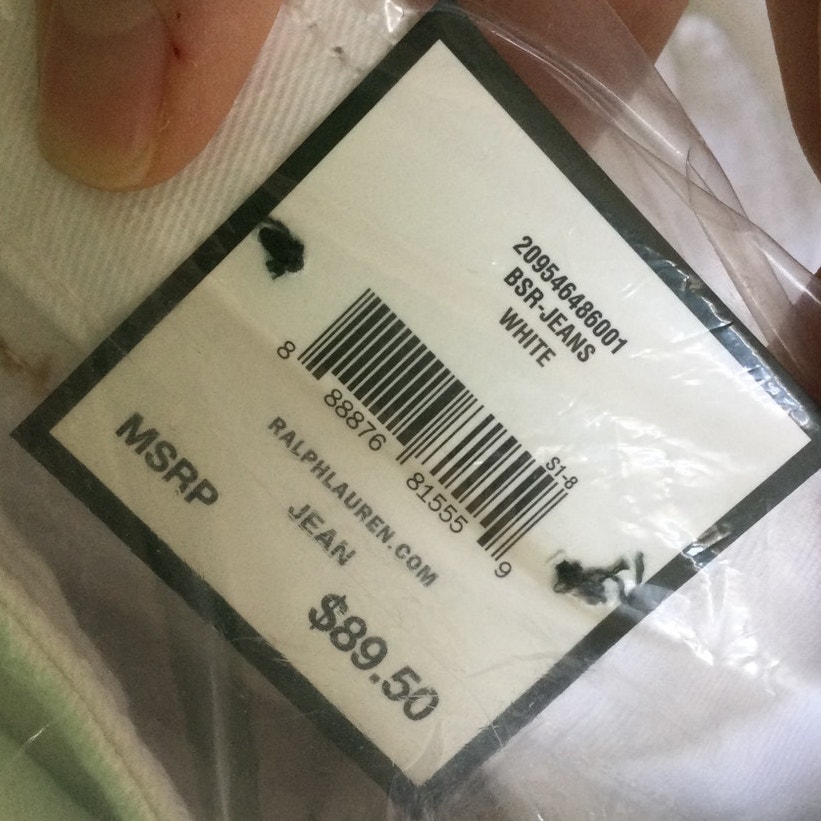 209546486001
BSR-JEANS
WHITE
S1-8
8 88876 81555 9
RALPHLAUREN.COM
JEAN
MSRP
$89.50